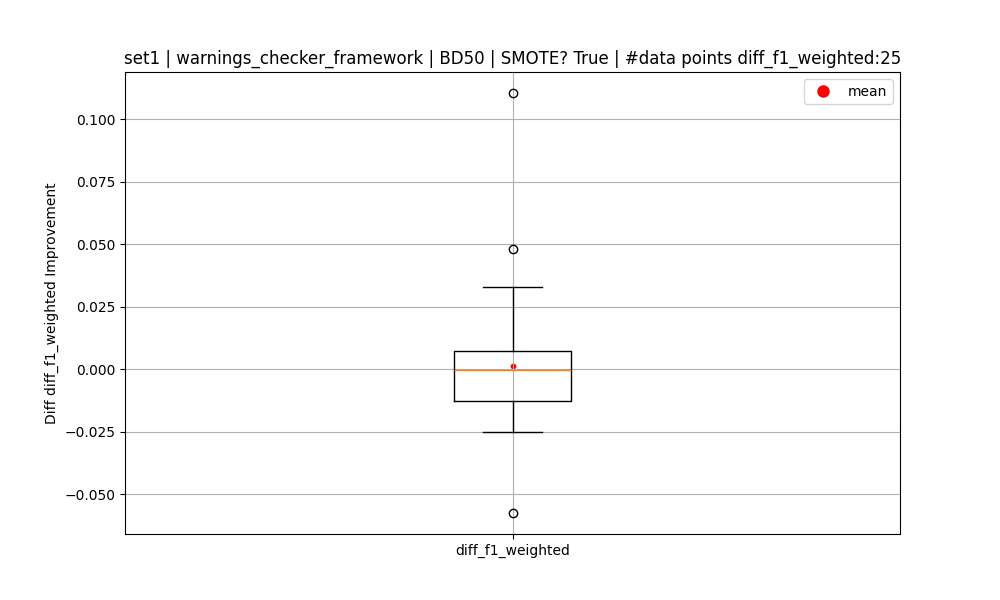 set1 | warnings_checker_framework | BD50 | SMOTE? True | #data points diff_f1_weighted:25
mean
0.100
0.075
0.050
0.025
0.000
−0.025
−0.050
Diff diff_f1_weighted Improvement
diff_f1_weighted